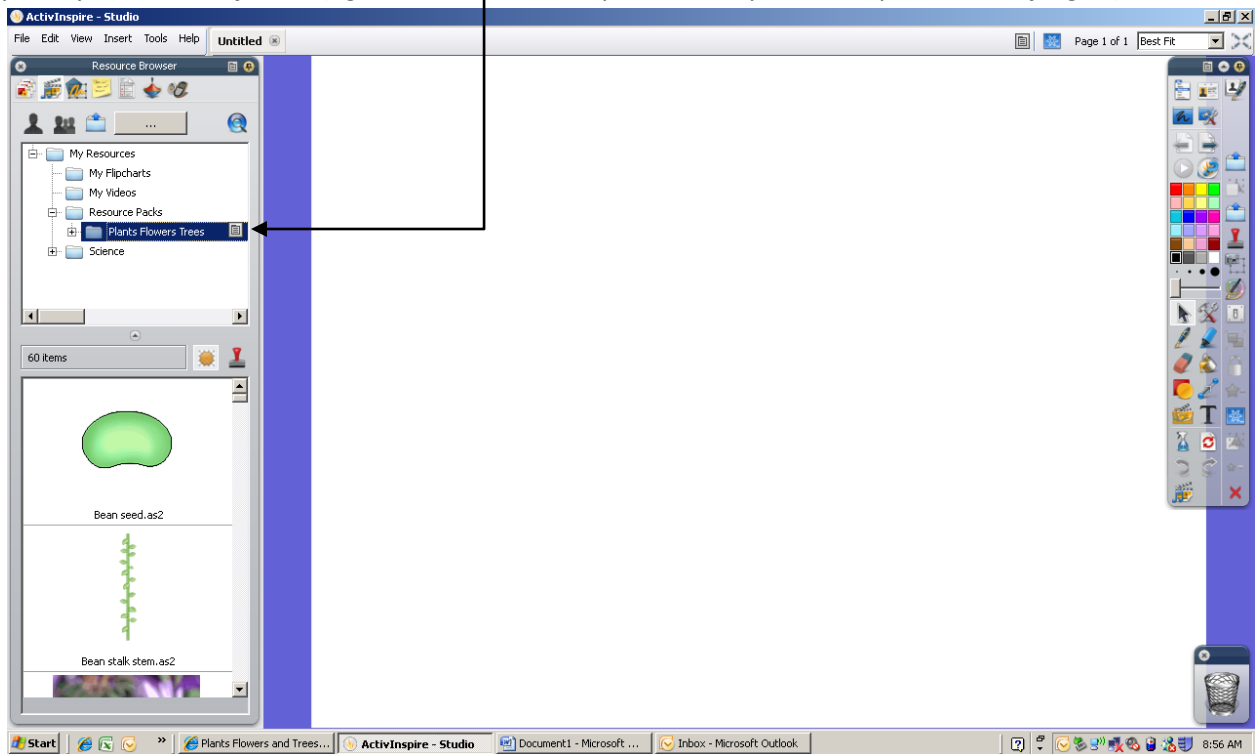 ActivInspire - Studio
File Edit View Insert Tools Help Untitled
Page 1 of 1 Best Fit
Resource Browser
...
My Resources
My Flipcharts
My Videos
Resource Packs
Plants Flowers Trees
Science
60 items
Bean seed.as2
Bean stalk stem.as2
T
Start » Plants Flowers and Trees... ActivInspire - Studio Document1 - Microsoft ... Inbox - Microsoft Outlook 8:56 AM